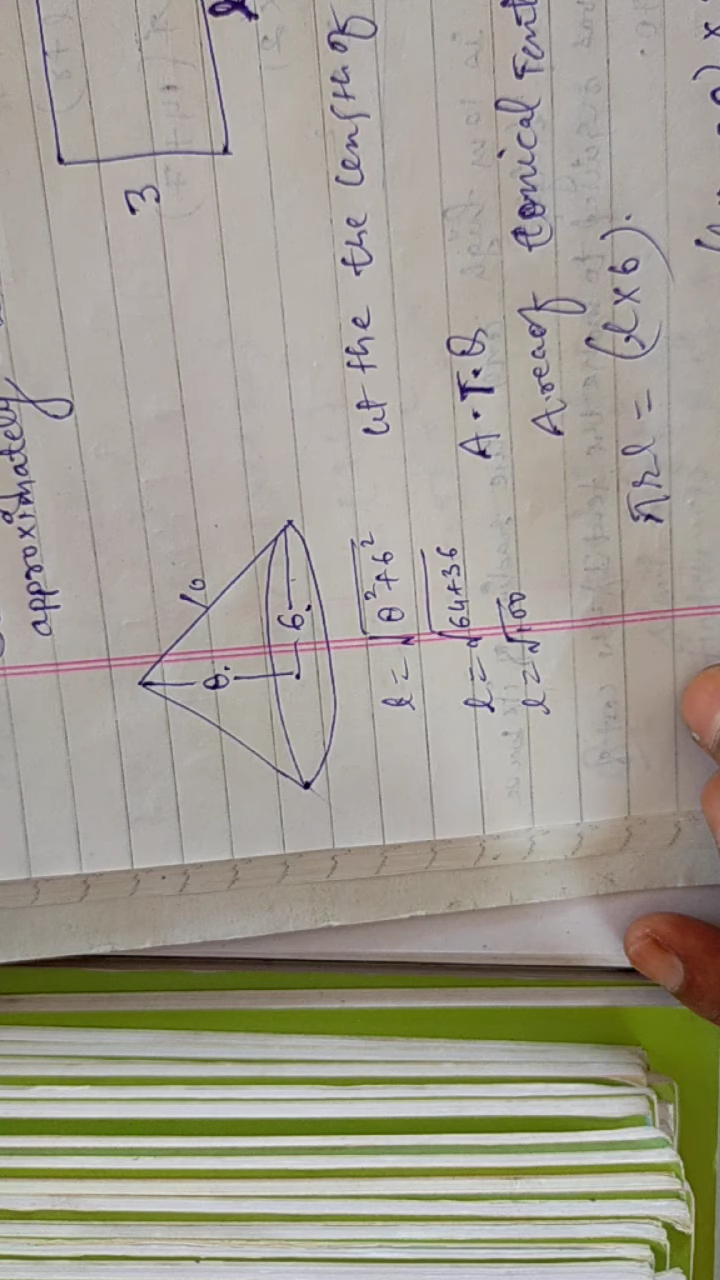 approximately
3
10
8
6
l = √8²+6²
l = √64+36
l = √100
let the the length of
A.T.Q
Area of conical tent
πrl = (l×b).